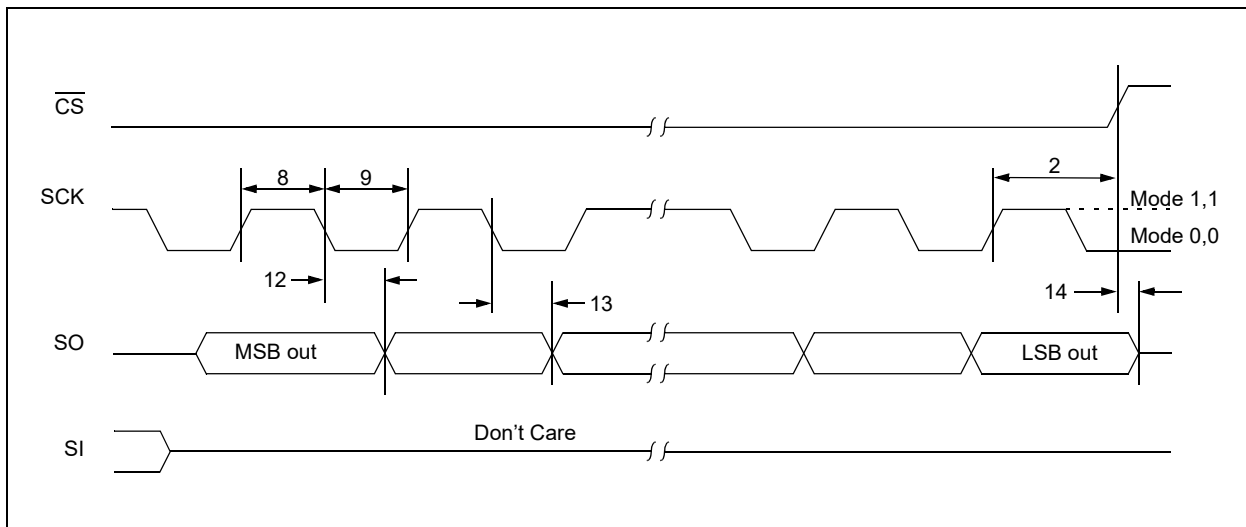 CS
SCK
8
9
2
Mode 1,1
Mode 0,0
12
13
14
SO
MSB out
LSB out
SI
Don't Care